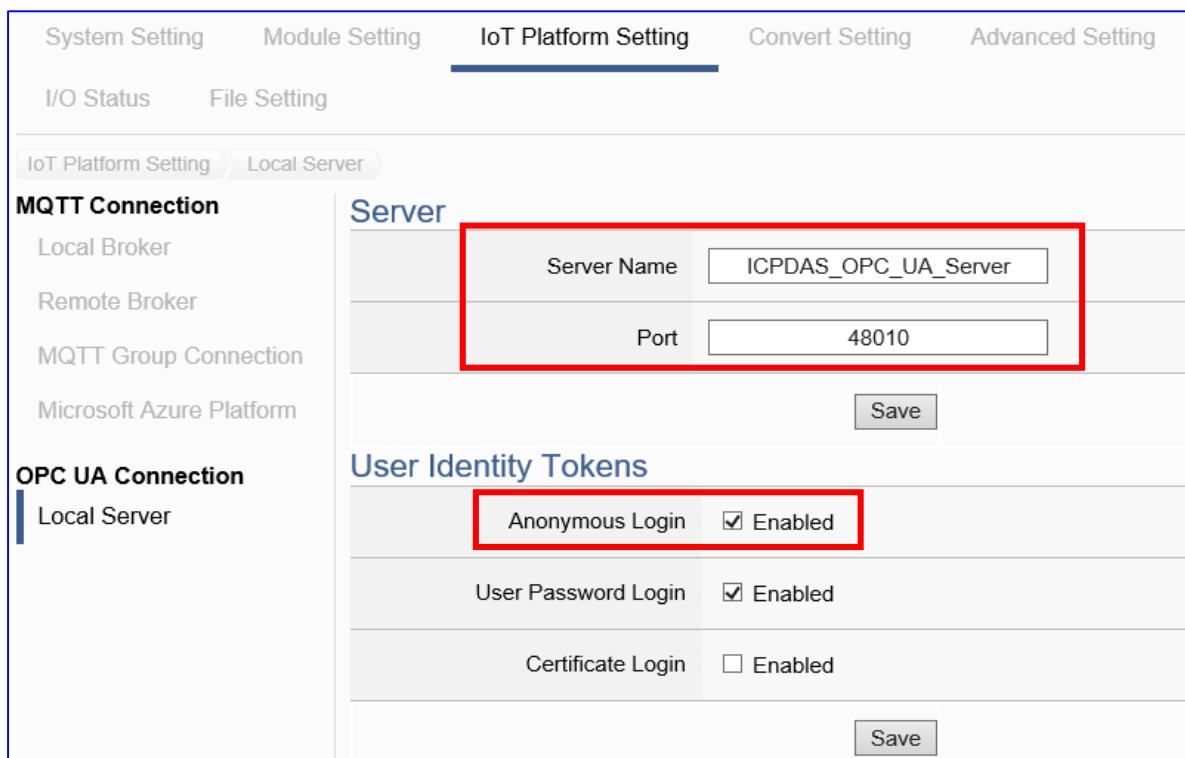 System Setting Module Setting IoT Platform Setting Convert Setting Advanced Setting
I/O Status File Setting
IoT Platform Setting Local Server
MQTT Connection
Local Broker
Remote Broker
MQTT Group Connection
Microsoft Azure Platform
OPC UA Connection
Local Server
Server
Server Name ICPDAS_OPC_UA_Server
Port 48010
Save
User Identity Tokens
Anonymous Login Enabled
User Password Login Enabled
Certificate Login Enabled
Save